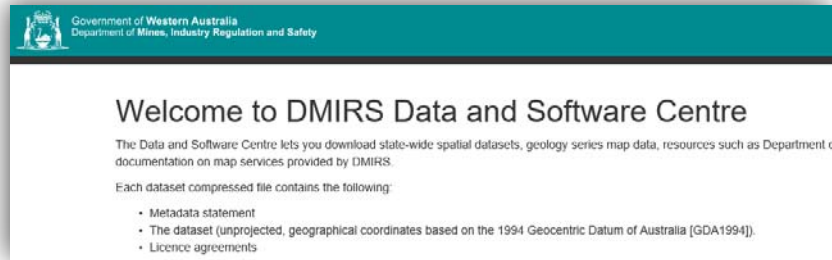 Government of Western Australia
Department of Mines, Industry Regulation and Safety
Welcome to DMIRS Data and Software Centre
The Data and Software Centre lets you download state-wide spatial datasets, geology series map data, resources such as Department
documentation on map services provided by DMIRS.
Each dataset compressed file contains the following:
• Metadata statement
• The dataset (unprojected, geographical coordinates based on the 1994 Geocentric Datum of Australia [GDA1994]).
• Licence agreements